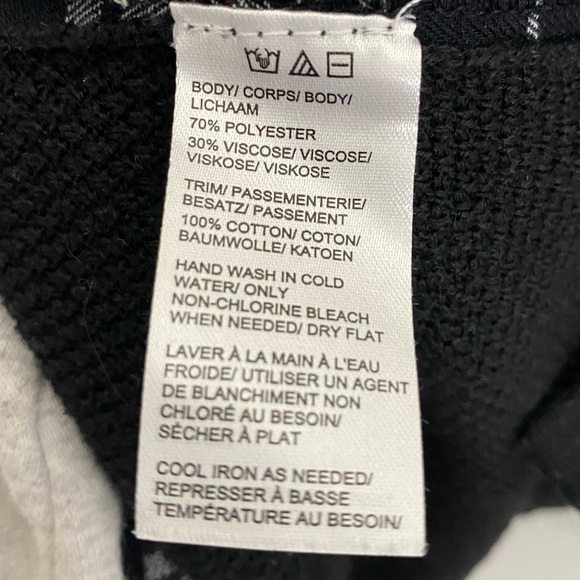 BODY/ CORPS/ BODY/
LICHAAM
70% POLYESTER
30% VISCOSE/ VISCOSE/
VISKOSE/ VISKOSE
TRIM/ PASSEMENTERIE/
BESATZ/ PASSEMENT
100% COTTON/ COTON/
BAUMWOLLE/ KATOEN
HAND WASH IN COLD
WATER/ ONLY
NON-CHLORINE BLEACH
WHEN NEEDED/ DRY FLAT
LAVER À LA MAIN À L'EAU
FROIDE/ UTILISER UN AGENT
DE BLANCHIMENT NON
CHLORÉ AU BESOIN/
SÉCHER À PLAT
COOL IRON AS NEEDED/
REPRESSER À BASSE
TEMPÉRATURE AU BESOIN/